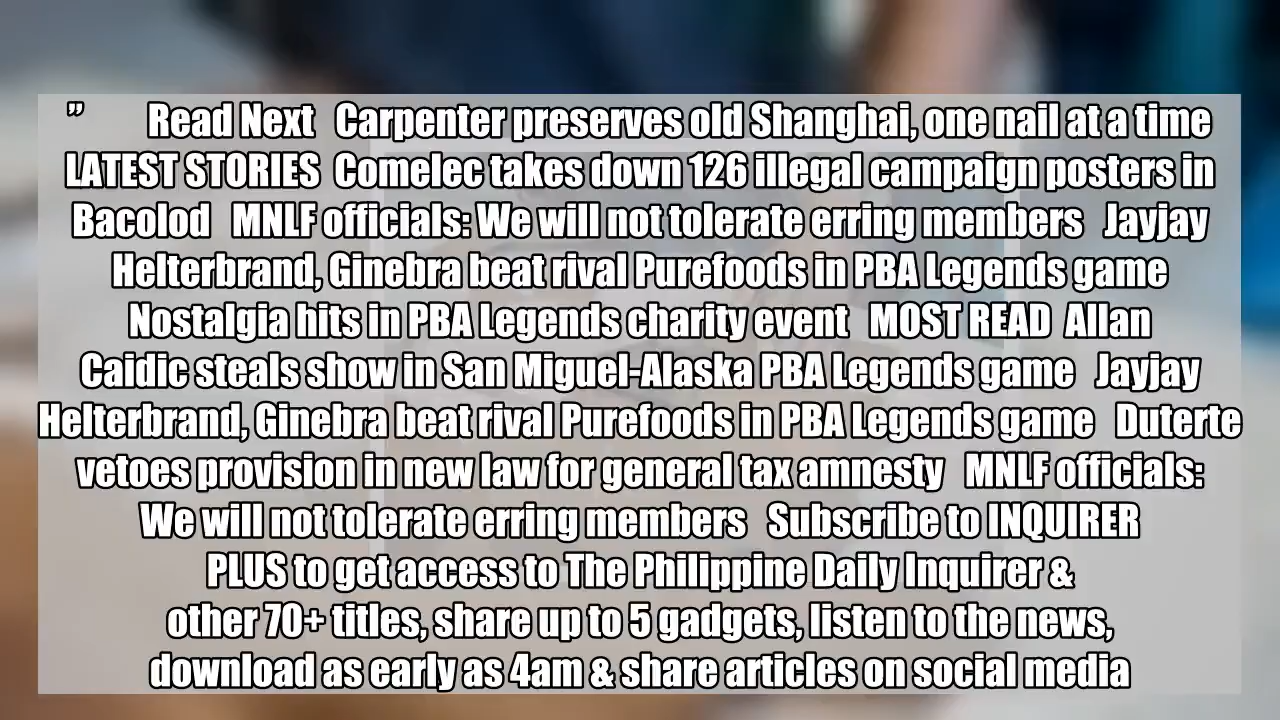 ” Read Next Carpenter preserves old Shanghai, one nail at a time
LATEST STORIES Comelec takes down 126 illegal campaign posters in
Bacolod MNLF officials: We will not tolerate erring members Jayjay
Helterbrand, Ginebra beat rival Purefoods in PBA Legends game
Nostalgia hits in PBA Legends charity event MOST READ Allan
Caidic steals show in San Miguel-Alaska PBA Legends game Jayjay
Helterbrand, Ginebra beat rival Purefoods in PBA Legends game Duterte
vetoes provision in new law for general tax amnesty MNLF officials:
We will not tolerate erring members Subscribe to INQUIRER
PLUS to get access to The Philippine Daily Inquirer &
other 70+ titles, share up to 5 gadgets, listen to the news,
download as early as 4am & share articles on social media